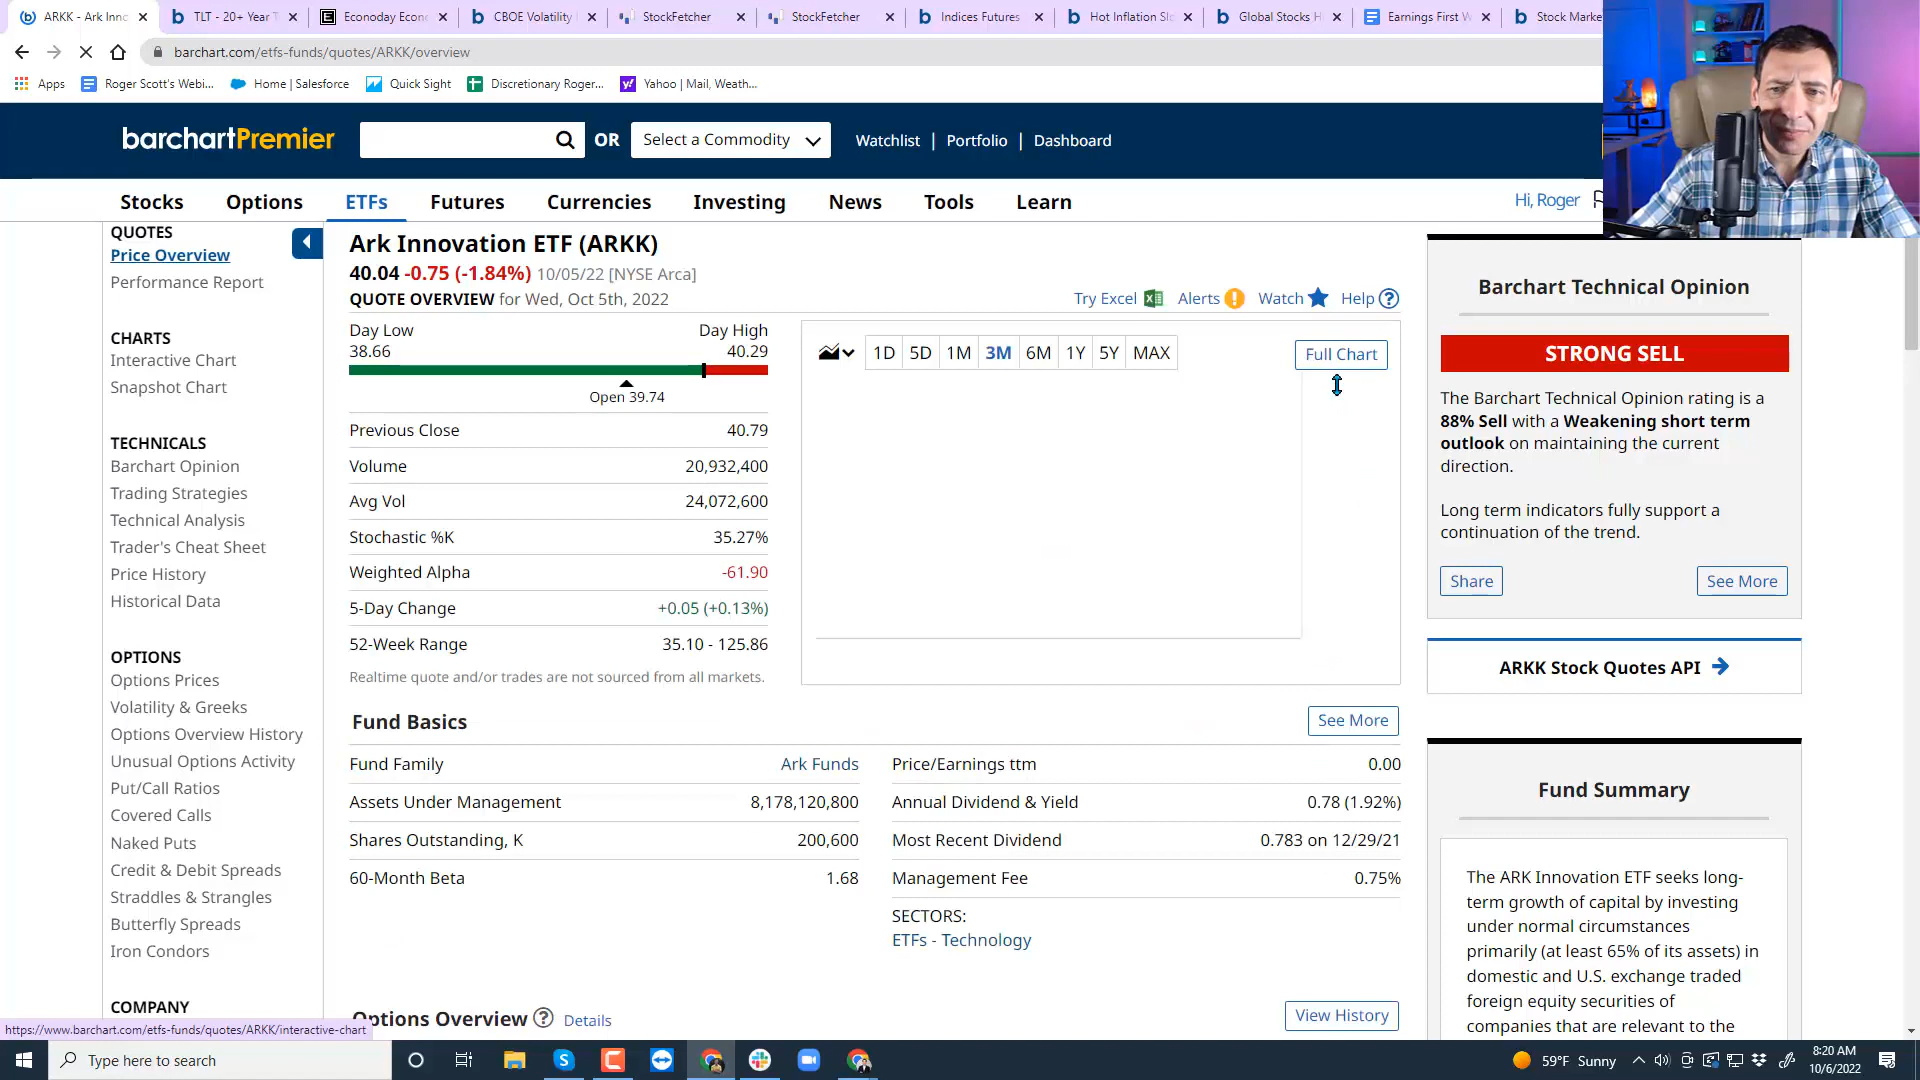 ARKK - Ark Inno
TLT - 20+ Year T
Econoday Econo
CBOE Volatility
StockFetcher
StockFetcher
Indices Futures
Hot Inflation Slo
Global Stocks H
Earnings First W
Stock Marke
barchart.com/etfs-funds/quotes/ARKK/overview
Apps
Roger Scott's Webi...
Home | Salesforce
Quick Sight
Discretionary Roger...
Yahoo | Mail, Weath...
barchartPremier
OR
Select a Commodity
Watchlist | Portfolio | Dashboard
Stocks
Options
ETFs
Futures
Currencies
Investing
News
Tools
Learn
Hi, Roger
QUOTES
Price Overview
Performance Report
CHARTS
Interactive Chart
Snapshot Chart
TECHNICALS
Barchart Opinion
Trading Strategies
Technical Analysis
Trader's Cheat Sheet
Price History
Historical Data
OPTIONS
Options Prices
Volatility & Greeks
Options Overview History
Unusual Options Activity
Put/Call Ratios
Covered Calls
Naked Puts
Credit & Debit Spreads
Straddles & Strangles
Butterfly Spreads
Iron Condors
COMPANY
Ark Innovation ETF (ARKK)
40.04 -0.75 (-1.84%) 10/05/22 [NYSE Arca]
QUOTE OVERVIEW for Wed, Oct 5th, 2022
Try Excel
Alerts
Watch
Help
Day Low
Day High
38.66
40.29
Open 39.74
Previous Close 40.79
Volume 20,932,400
Avg Vol 24,072,600
Stochastic %K 35.27%
Weighted Alpha -61.90
5-Day Change +0.05 (+0.13%)
52-Week Range 35.10 - 125.86
Realtime quote and/or trades are not sourced from all markets.
1D 5D 1M 3M 6M 1Y 5Y MAX
Full Chart
Fund Basics
See More
Fund Family Ark Funds
Assets Under Management 8,178,120,800
Shares Outstanding, K 200,600
60-Month Beta 1.68
Price/Earnings ttm 0.00
Annual Dividend & Yield 0.78 (1.92%)
Most Recent Dividend 0.783 on 12/29/21
Management Fee 0.75%
SECTORS:
ETFs - Technology
Options Overview
Details
View History
Barchart Technical Opinion
STRONG SELL
The Barchart Technical Opinion rating is a
88% Sell with a Weakening short term
outlook on maintaining the current
direction.
Long term indicators fully support a
continuation of the trend.
Share
See More
ARKK Stock Quotes API
Fund Summary
The ARK Innovation ETF seeks long-
term growth of capital by investing
under normal circumstances
primarily (at least 65% of its assets) in
domestic and U.S. exchange traded
foreign equity securities of
companies that are relevant to the
https://www.barchart.com/etfs-funds/quotes/ARKK/interactive-chart
Type here to search
59°F Sunny
8:20 AM
10/6/2022